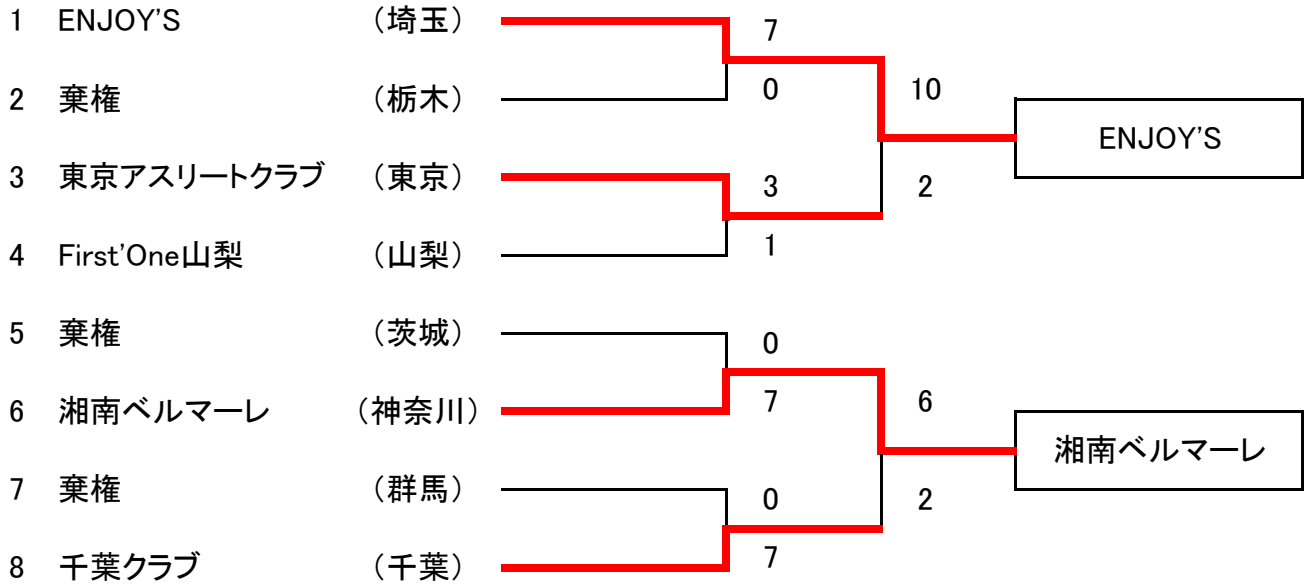 1 ENJOY'S (埼玉)
7
2 棄権 (栃木)
0
10
ENJOY'S
3 東京アスリートクラブ (東京)
3
2
4 First'One山梨 (山梨)
1
5 棄権 (茨城)
0
6 湘南ベルマーレ (神奈川)
7
6
湘南ベルマーレ
7 棄権 (群馬)
0
2
8 千葉クラブ (千葉)
7